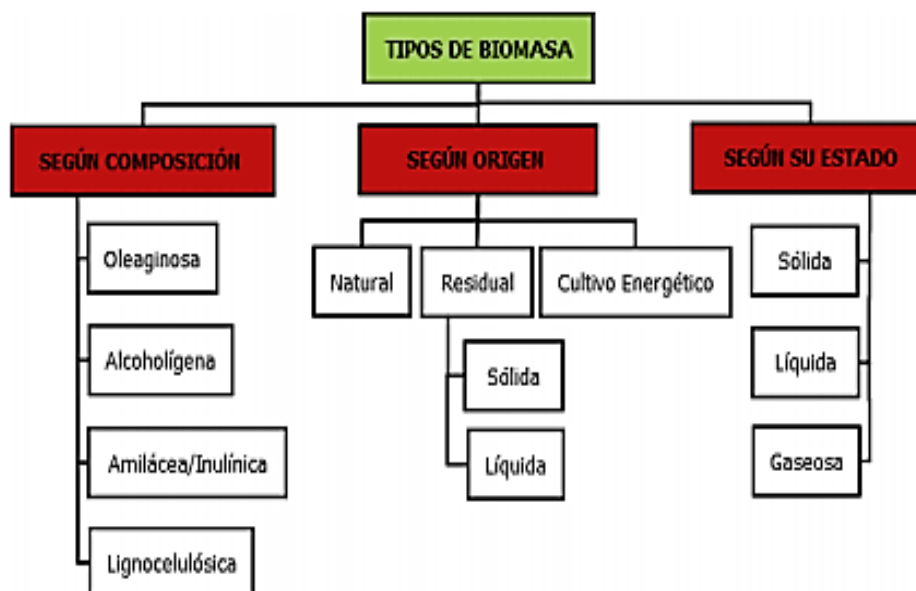 TIPOS DE BIOMASA
SEGÚN COMPOSICIÓN
SEGÚN ORIGEN
SEGÚN SU ESTADO
Oleaginosa
Alcoholígena
Amilácea/Inulínica
Lignocelulósica
Natural
Residual
Cultivo Energético
Sólida
Líquida
Sólida
Líquida
Gaseosa